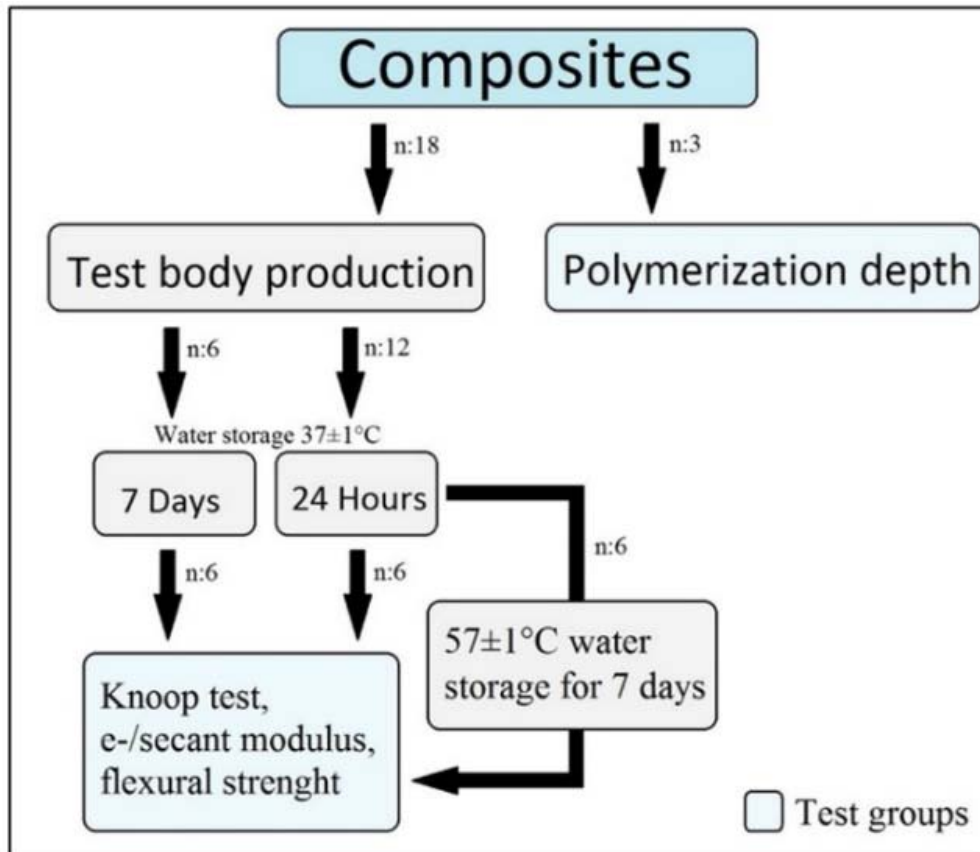 Composites
n:18
n:3
Test body production
Polymerization depth
n:6
n:12
Water storage 37±1°C
7 Days
24 Hours
n:6
n:6
n:6
57±1°C water
storage for 7 days
Knoop test,
e-/secant modulus,
flexural strenght
Test groups